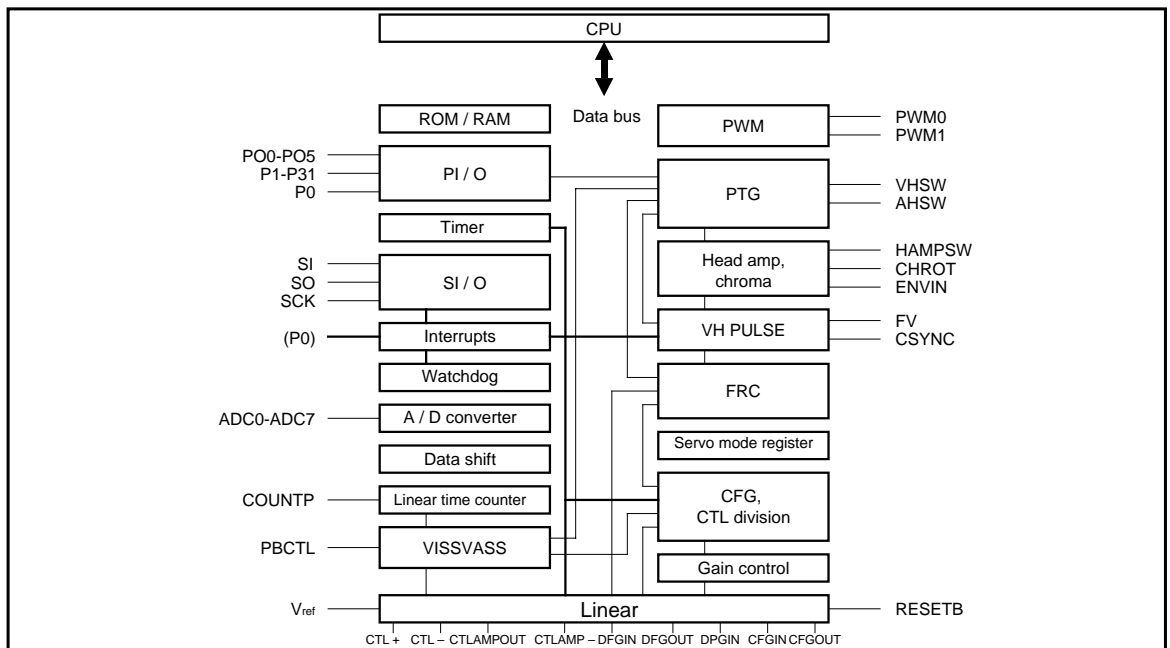 CPU
Data bus
ROM / RAM
PWM
PWM0
PWM1
PO0-PO5
P1-P31
P0
PI / O
PTG
VHSW
AHSW
Timer
Head amp,
chroma
HAMPSW
CHROT
ENVIN
SI
SO
SCK
SI / O
(P0)
Interrupts
VH PULSE
FV
CSYNC
Watchdog
FRC
ADC0-ADC7
A / D converter
Servo mode register
Data shift
COUNTP
Linear time counter
CFG,
CTL division
PBCTL
VISSVASS
Gain control
Vref
Linear
RESETB
CTL + CTL – CTLAMPOUT CTLAMP – DFGIN DFGOUT DPGIN CFGIN CFGOUT